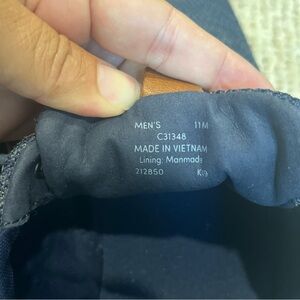 MEN'S 11M
C31348
MADE IN VIETNAM
Lining: Manmade
212850